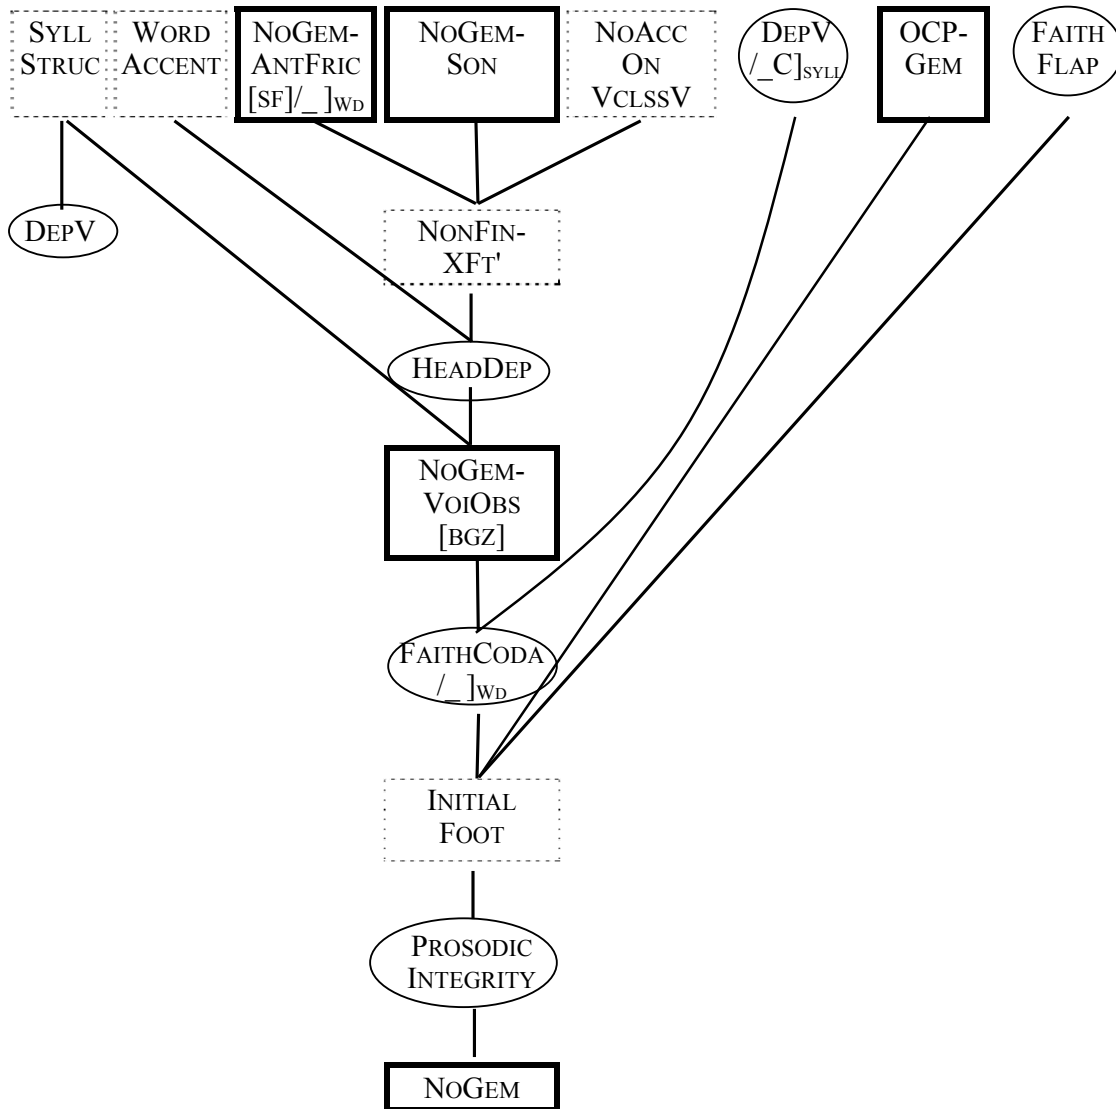 SYLL
STRUC
WORD
ACCENT
NOGEM-
ANTFRIC
[SF]/_ ]WD
NOGEM-
SON
NOACC
ON
VCLSSV
DEPV
/_C]SYLL
OCP-
GEM
FAITH
FLAP
DEPV
NONFIN-
XFT'
HEADDEP
NOGEM-
VOIOBS
[BGZ]
FAITHCODA
/_ ]WD
INITIAL
FOOT
PROSODIC
INTEGRITY
NOGEM